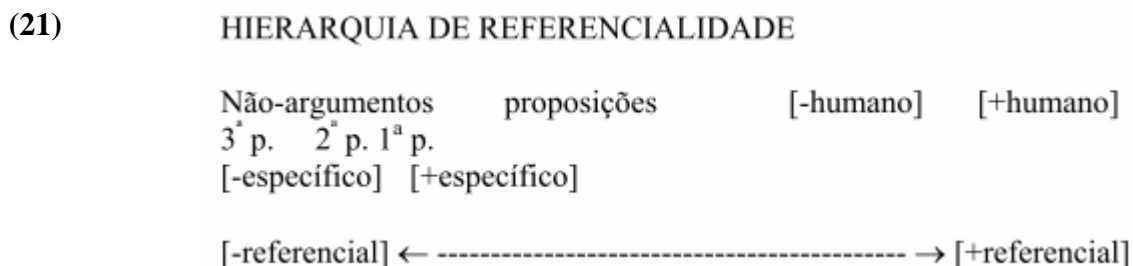 (21) HIERARQUIA DE REFERENCIALIDADE
Não-argumentos proposições [-humano] [+humano]
3ª p. 2ª p. 1ª p.
[-específico] [+específico]
[-referencial] ← -------------------------------------------- → [+referencial]